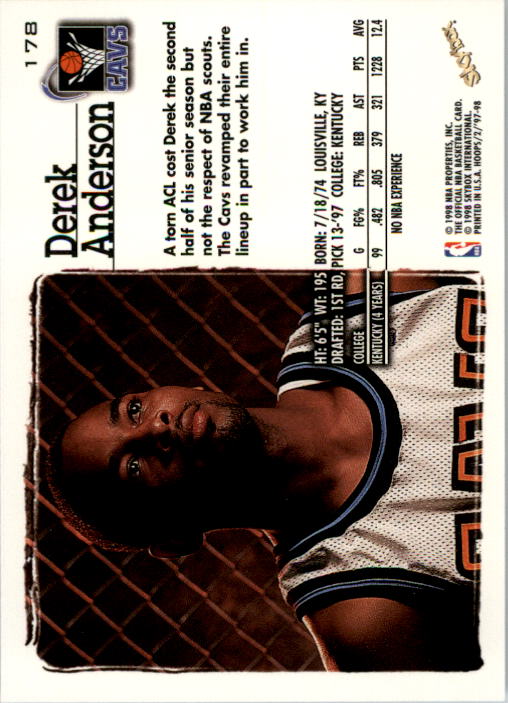 178
CAVS
Derek
Anderson
A torn ACL cost Derek the second
half of his senior season but
not the respect of NBA scouts.
The Cavs revamped their entire
lineup in part to work him in.
HT: 6'5" WT: 195 BORN: 7/18/74 LOUISVILLE, KY
DRAFTED: 1ST RD, PICK 13-'97 COLLEGE: KENTUCKY
COLLEGE G FG% FT% REB AST PTS AVG
KENTUCKY (4 YEARS) 99 .482 .805 379 321 1228 12.4
NO NBA EXPERIENCE
© 1998 NBA PROPERTIES, INC.
THE OFFICIAL NBA BASKETBALL CARD.
© 1998 SKYBOX INTERNATIONAL.
PRINTED IN U.S.A. HOOPS/2/'97-98
SKYBOX